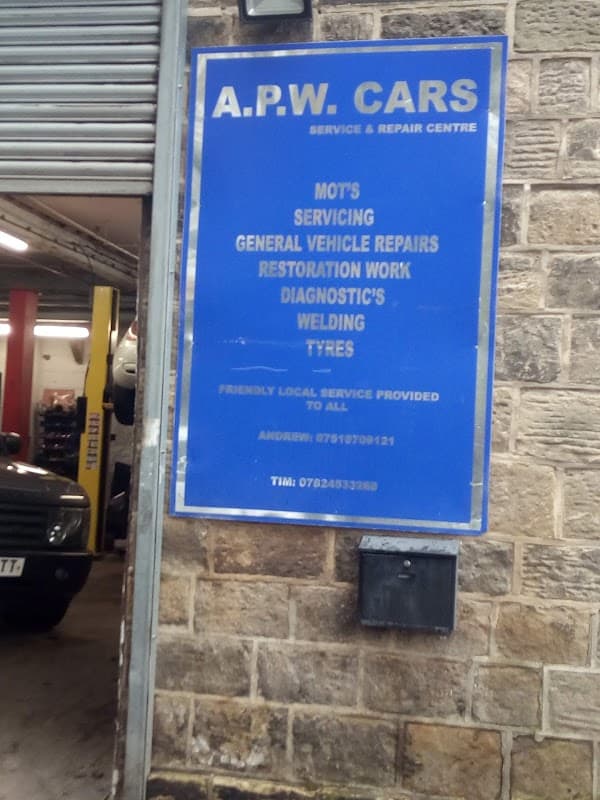 A.P.W. CARS
SERVICE & REPAIR CENTRE
MOT'S
SERVICING
GENERAL VEHICLE REPAIRS
RESTORATION WORK
DIAGNOSTIC'S
WELDING
TYRES
FRIENDLY LOCAL SERVICE PROVIDED
TO ALL
ANDREW:
TIM:
TT